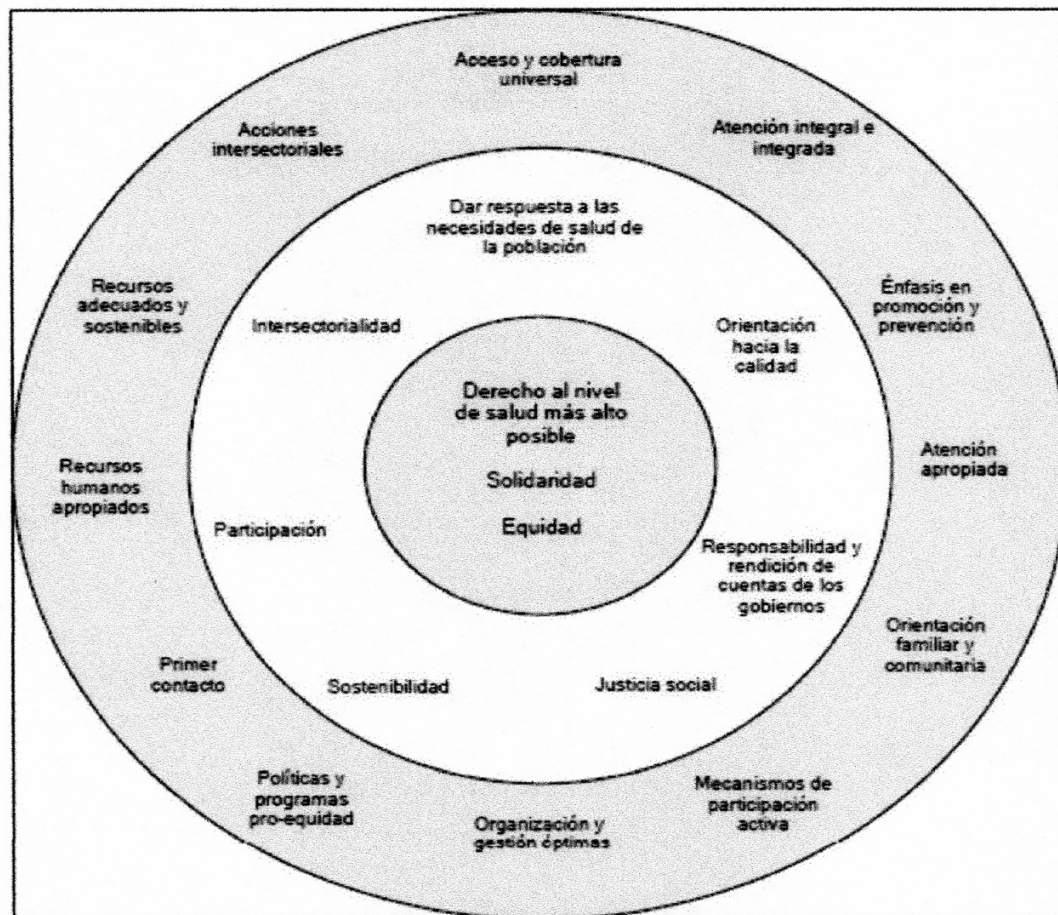 Acceso y cobertura
universal
Atención integral e
integrada
Énfasis en
promoción y
prevención
Atención
apropiada
Orientación
familiar y
comunitaria
Mecanismos de
participación
activa
Organización y
gestión óptimas
Políticas y
programas
pro-equidad
Primer
contacto
Recursos
humanos
apropiados
Recursos
adecuados y
sostenibles
Acciones
intersectoriales
Dar respuesta a las
necesidades de salud de
la población
Orientación
hacia la
calidad
Responsabilidad y
rendición de
cuentas de los
gobiernos
Justicia social
Sostenibilidad
Participación
Intersectorialidad
Derecho al nivel
de salud más alto
posible
Solidaridad
Equidad